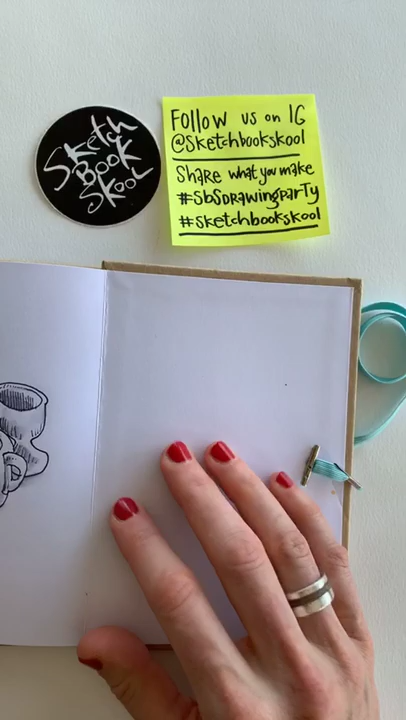 Sketch
Book
Skool
Follow us on IG
@Sketchbookskool
Share what you make
#SbSDrawingParTy
#sketchbookskool